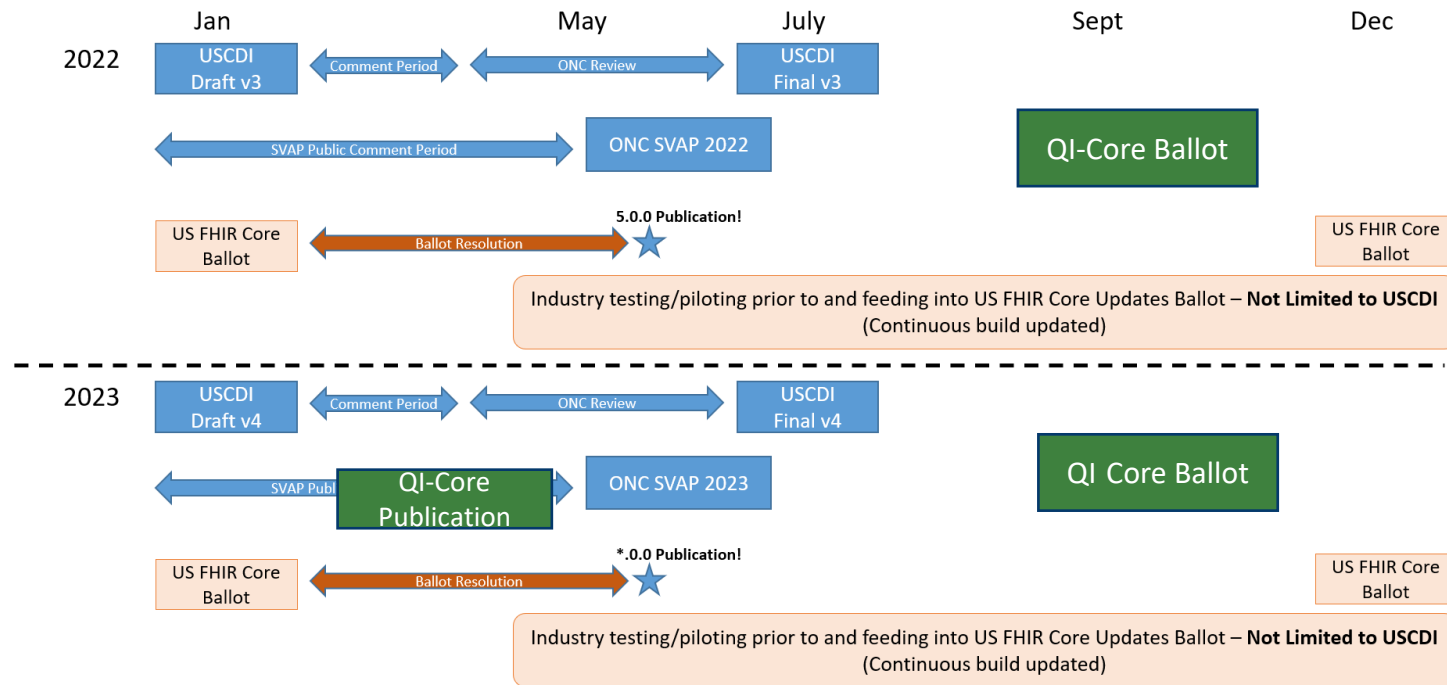 Jan May July Sept Dec
2022
USCDI
Draft v3
Comment Period
ONC Review
USCDI
Final v3
SVAP Public Comment Period
ONC SVAP 2022
QI-Core Ballot
US FHIR Core
Ballot
Ballot Resolution
5.0.0 Publication!
US FHIR Core
Ballot
Industry testing/piloting prior to and feeding into US FHIR Core Updates Ballot – Not Limited to USCDI
(Continuous build updated)
2023
USCDI
Draft v4
Comment Period
ONC Review
USCDI
Final v4
SVAP Publ
QI-Core
Publication
ONC SVAP 2023
QI Core Ballot
US FHIR Core
Ballot
Ballot Resolution
*.0.0 Publication!
US FHIR Core
Ballot
Industry testing/piloting prior to and feeding into US FHIR Core Updates Ballot – Not Limited to USCDI
(Continuous build updated)